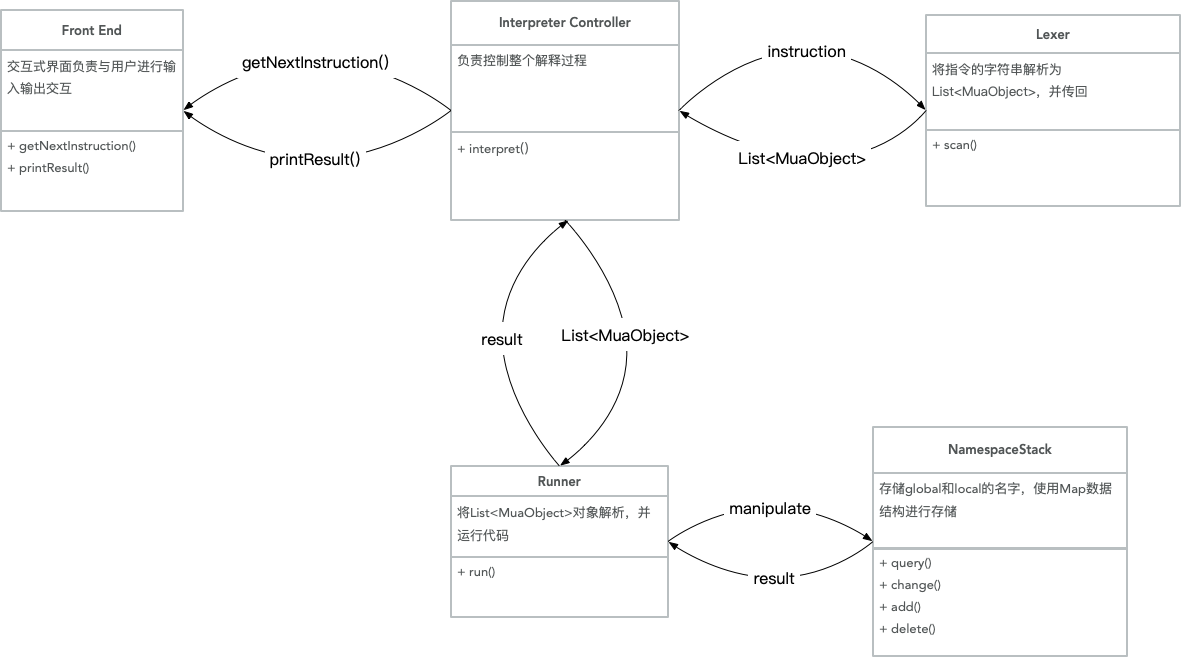 Front End
交互式界面负责与用户进行输
入输出交互
+ getNextInstruction()
+ printResult()
getNextInstruction()
printResult()
Interpreter Controller
负责控制整个解释过程
+ interpret()
instruction
List<MuaObject>
Lexer
将指令的字符串解析为
List<MuaObject>，并传回
+ scan()
result
List<MuaObject>
Runner
将List<MuaObject>对象解析，并
运行代码
+ run()
manipulate
result
NamespaceStack
存储global和local的名字，使用Map数据
结构进行存储
+ query()
+ change()
+ add()
+ delete()